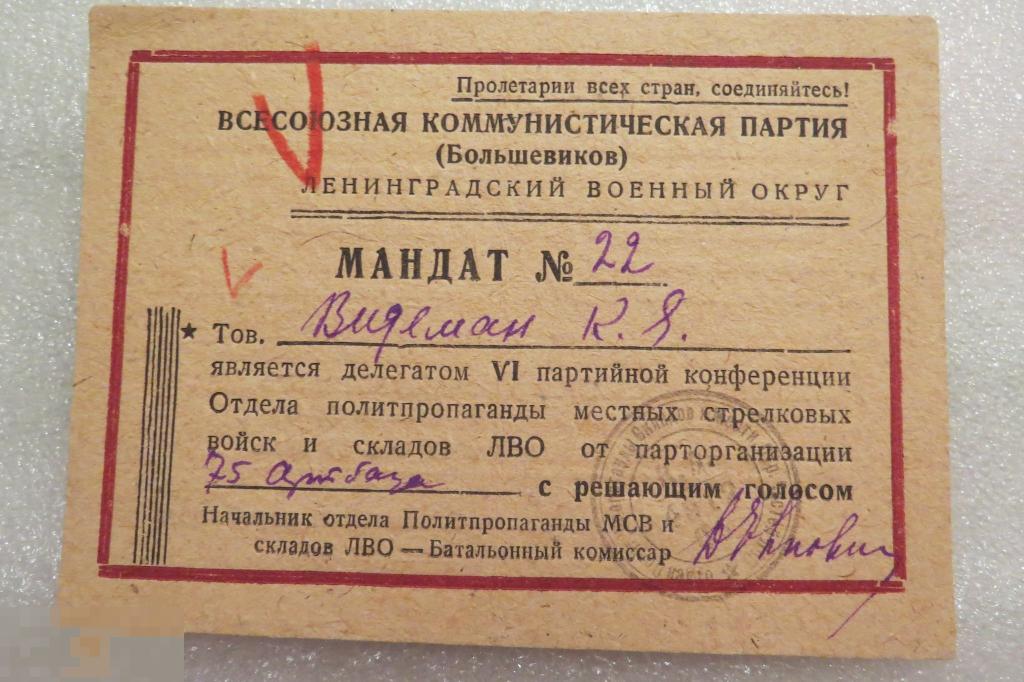 Пролетарии всех стран, соединяйтесь!
ВСЕСОЮЗНАЯ КОММУНИСТИЧЕСКАЯ ПАРТИЯ
(Большевиков)
ЛЕНИНГРАДСКИЙ ВОЕННЫЙ ОКРУГ
МАНДАТ № 22
★ Тов. Видеман К. Я.
является делегатом VI партийной конференции
Отдела политпропаганды местных стрелковых
войск и складов ЛВО от парторганизации
75 Артбаза с решающим голосом
Начальник отдела Политпропаганды МСВ и
складов ЛВО — Батальонный комиссар